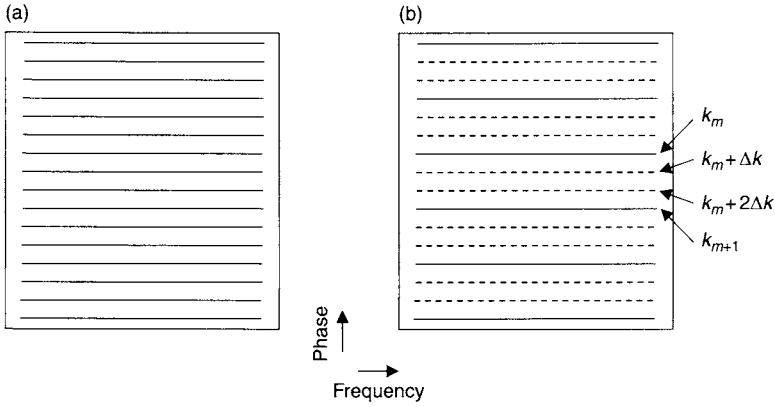 (a)
(b)
k_m
k_m + Δk
k_m + 2Δk
k_{m+1}
Phase
Frequency